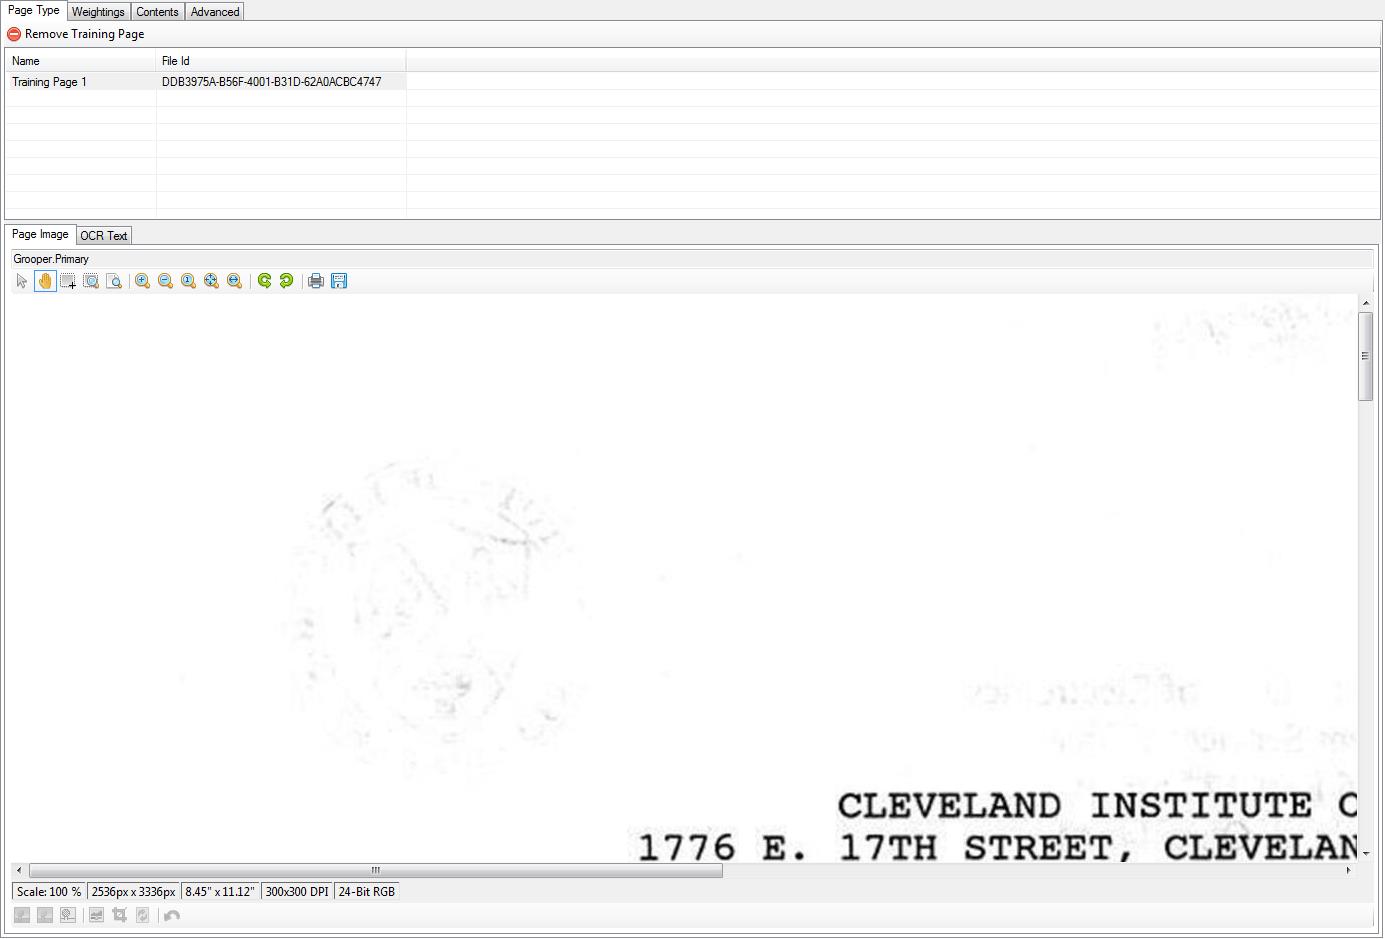 Page Type Weightings Contents Advanced
Remove Training Page
Name File Id
Training Page 1 DDB3975A-B56F-4001-B31D-62A0ACBC4747
Page Image OCR Text
Grooper.Primary
CLEVELAND INSTITUTE
1776 E. 17TH STREET, CLEVELAN
Scale: 100 % 2536px x 3336px 8.45" x 11.12" 300x300 DPI 24-Bit RGB